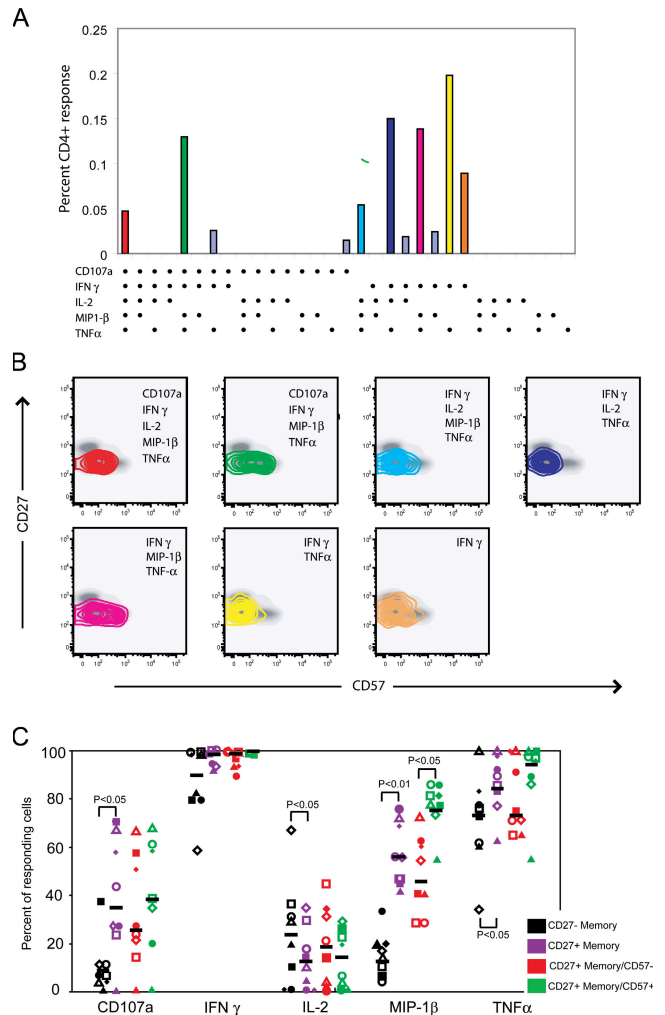 A
0.25
0.2
0.15
0.1
0.05
0
Percent CD4+ response
CD107a
IFN γ
IL-2
MIP1-β
TNFα
B
CD107a
IFN γ
IL-2
MIP-1β
TNFα
CD107a
IFN γ
MIP-1β
TNFα
IFN γ
IL-2
MIP-1β
TNFα
IFN γ
IL-2
TNFα
IFN γ
MIP-1β
TNF-α
IFN γ
TNFα
IFN γ
CD27
CD57
C
100
80
60
40
20
0
Percent of responding cells
P<0.05
P<0.05
P<0.01
P<0.05
P<0.05
CD27- Memory
CD27+ Memory
CD27+ Memory/CD57-
CD27+ Memory/CD57+
CD107a IFN γ IL-2 MIP-1β TNFα